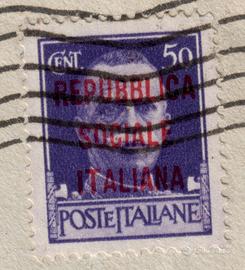 CENT. 50
REPUBBLICA
SOCIALE
ITALIANA
POSTE ITALIANE